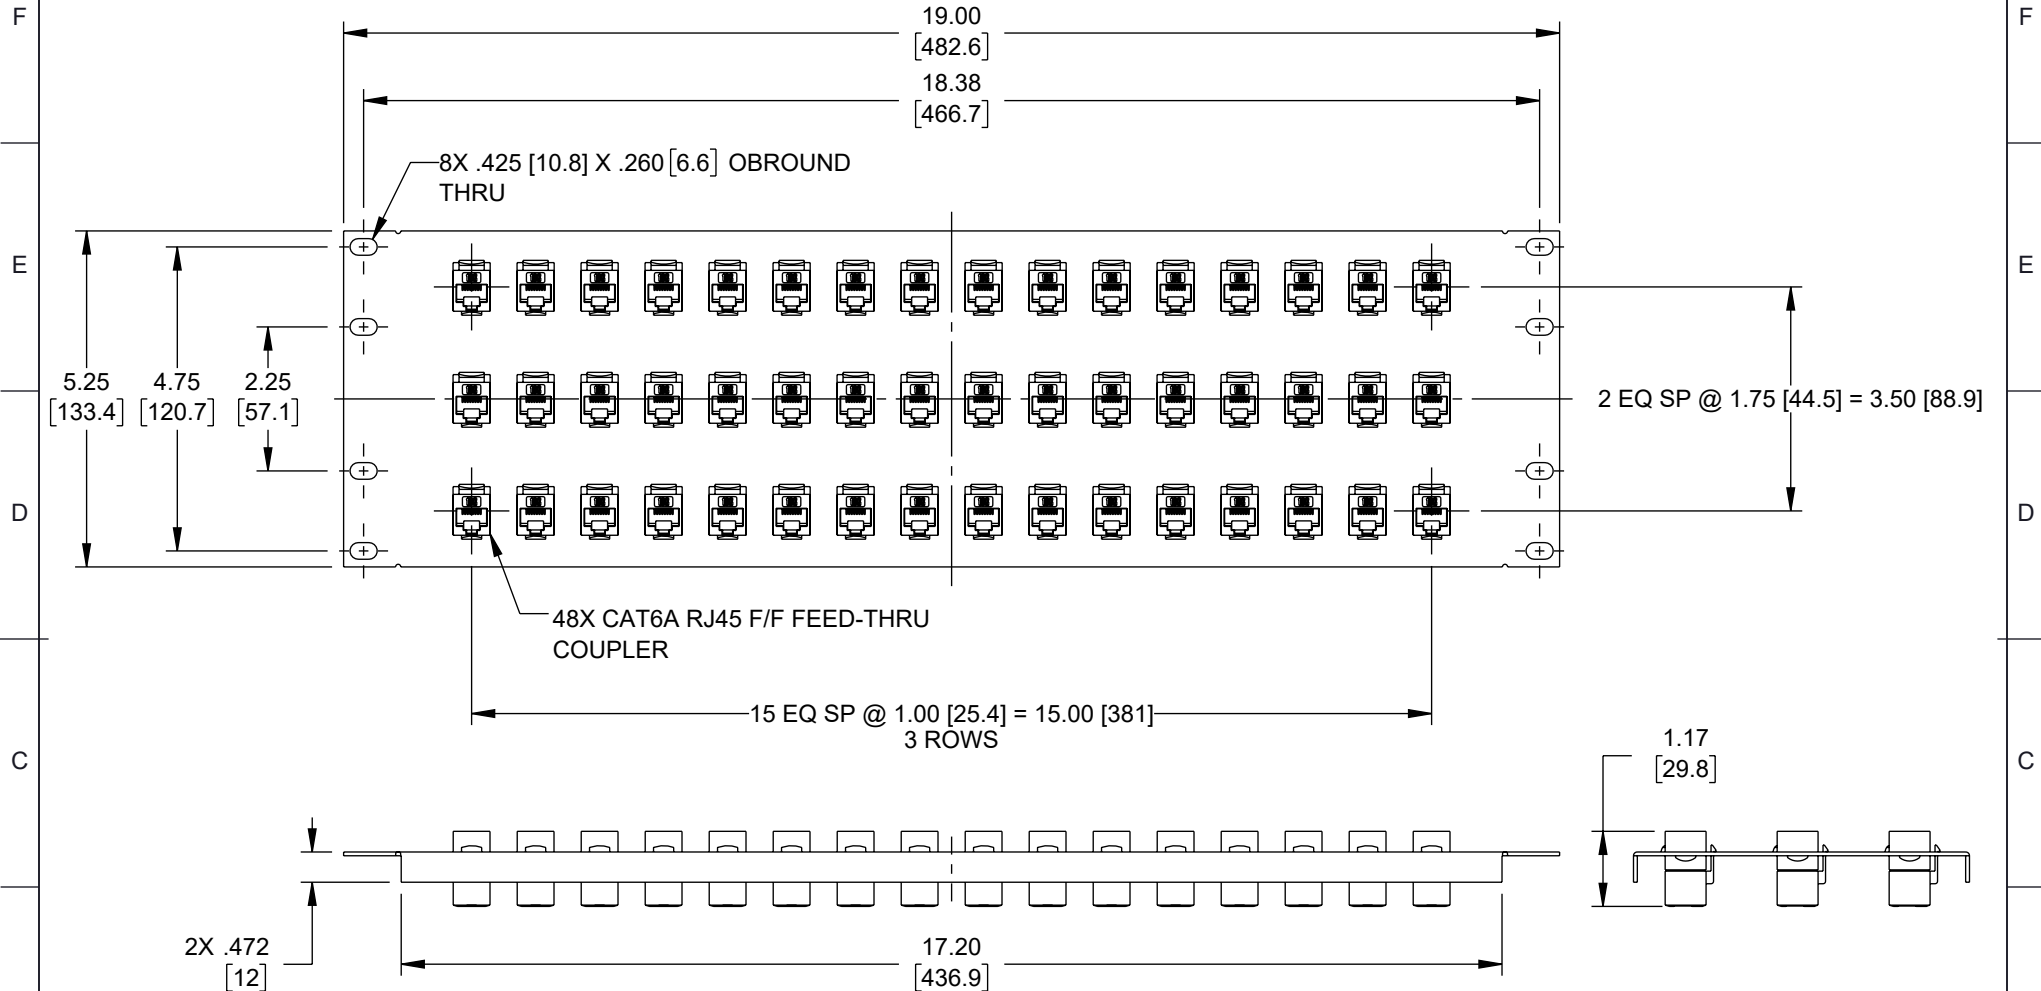 F
F
19.00
[482.6]
18.38
[466.7]
8X .425 [10.8] X .260 [6.6] OBROUND
THRU
E
E
5.25
[133.4]
4.75
[120.7]
2.25
[57.1]
2 EQ SP @ 1.75 [44.5] = 3.50 [88.9]
D
D
48X CAT6A RJ45 F/F FEED-THRU
COUPLER
15 EQ SP @ 1.00 [25.4] = 15.00 [381]
3 ROWS
C
C
1.17
[29.8]
2X .472
[12]
17.20
[436.9]